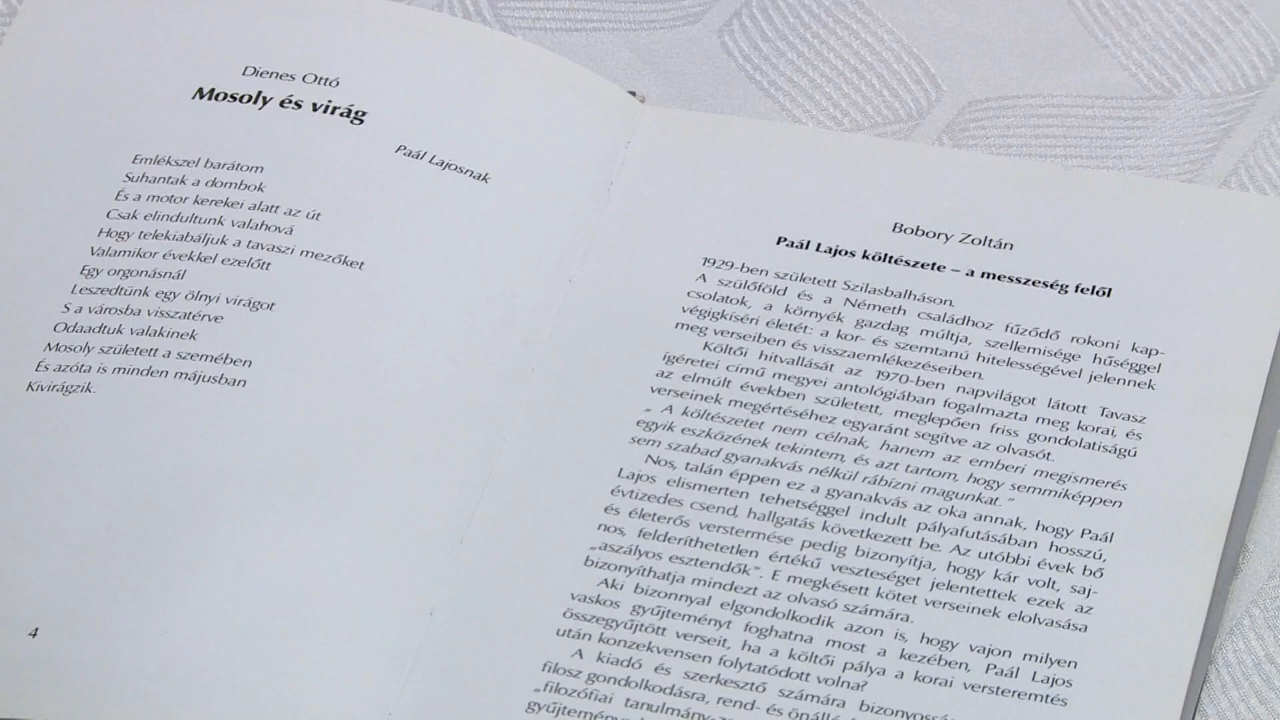 Dienes Ottó
Mosoly és virág
Paál Lajosnak
Emlékszel barátom
Suhantak a dombok
És a motor kerekei alatt az út
Csak elindultunk valahová
Hogy telekiabáljuk a tavaszi mezőket
Valamikor évekkel ezelőtt
Egy orgonásnál
Leszedtünk egy ölnyi virágot
S a városba visszatérve
Odaadtuk valakinek
Mosoly született a szemében
És azóta is minden májusban
Kivirágzik.
4
Bobory Zoltán
Paál Lajos költészete – a messzeség felől
1929-ben született Szilasbalháson.
A szülőföld és a Németh családhoz fűződő rokoni kap-
csolatok, a környék gazdag múltja, szellemisége hűséggel
végigkíséri életét: a kor- és szemtanú hitelességével jelennek
meg verseiben és visszaemlékezéseiben.
Költői hitvallását az 1970-ben napvilágot látott Tavasz
ígéretei című megyei antológiában fogalmazta meg korai, és
az elmúlt években született, meglepően friss gondolatiságú
verseinek megértéséhez egyaránt segítve az olvasót.
„ A költészetet nem célnak, hanem az emberi megismerés
egyik eszközének tekintem, és azt tartom, hogy semmiképpen
sem szabad gyanakvás nélkül rábízni magunkat. "
Nos, talán éppen ez a gyanakvás az oka annak, hogy Paál
Lajos elismerten tehetséggel indult pályafutásában hosszú,
évtizedes csend, hallgatás következett be. Az utóbbi évek bő
és életerős verstermése pedig bizonyítja, hogy kár volt, saj-
nos, felderíthetetlen értékű veszteséget jelentettek ezek az
„aszályos esztendők". E megkésett kötet verseinek elolvasása
bizonyíthatja mindezt az olvasó számára.
Aki bizonnyal elgondolkodik azon is, hogy vajon milyen
vaskos gyűjteményt foghatna most a kezében, Paál Lajos
összegyűjtött verseit, ha a költői pálya a korai versteremtés
után konzekvensen folytatódott volna?
A kiadó és szerkesztő számára
filosz gondolkodásra, rend- és
„filozófiai